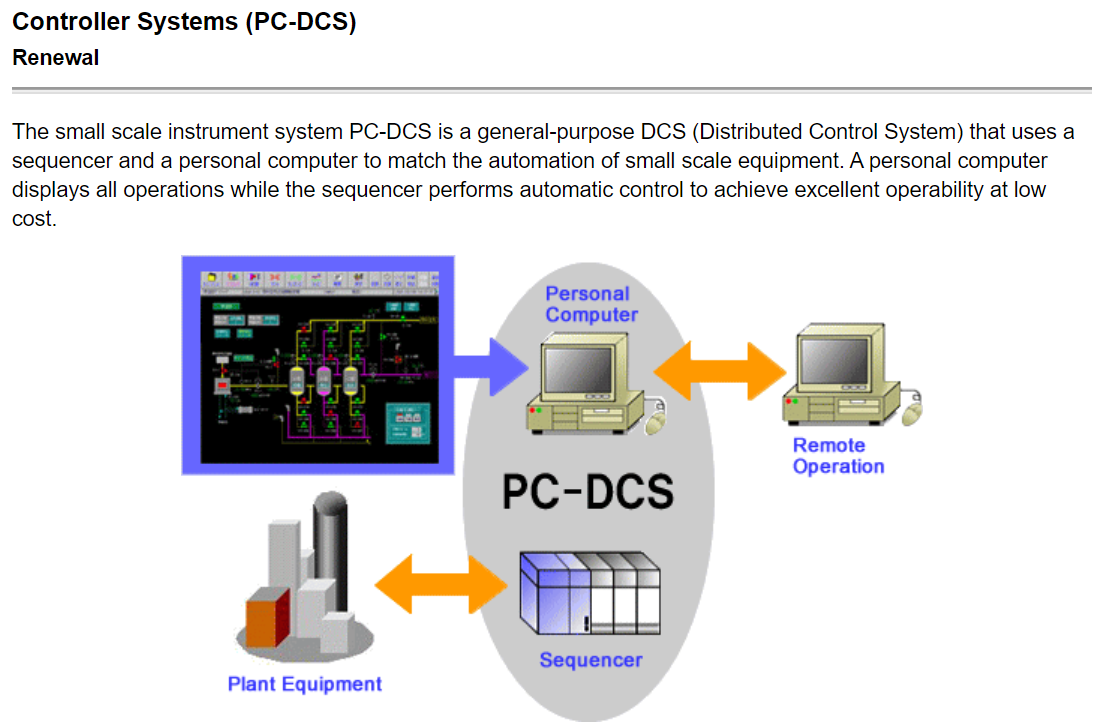 Controller Systems (PC-DCS)
Renewal
The small scale instrument system PC-DCS is a general-purpose DCS (Distributed Control System) that uses a
sequencer and a personal computer to match the automation of small scale equipment. A personal computer
displays all operations while the sequencer performs automatic control to achieve excellent operability at low
cost.
Personal
Computer
Remote
Operation
PC-DCS
Sequencer
Plant Equipment